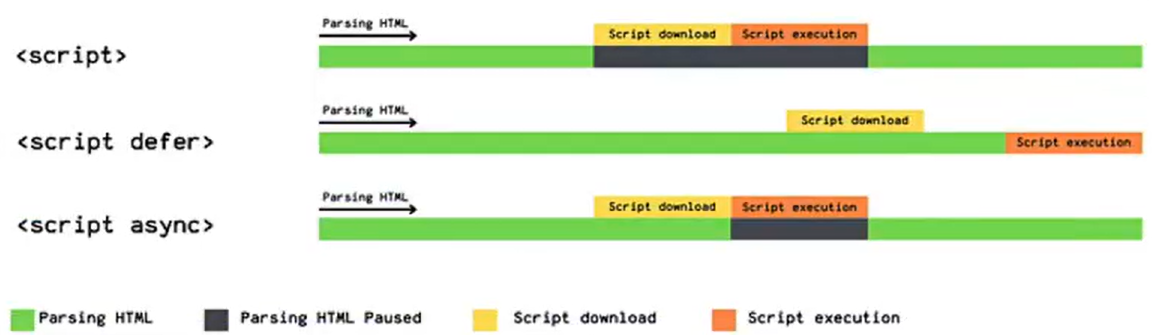 Parsing HTML
Script download Script execution
<script>
Parsing HTML
Script download
<script defer>
Script execution
Parsing HTML
Script download Script execution
<script async>
Parsing HTML Parsing HTML Paused Script download Script execution